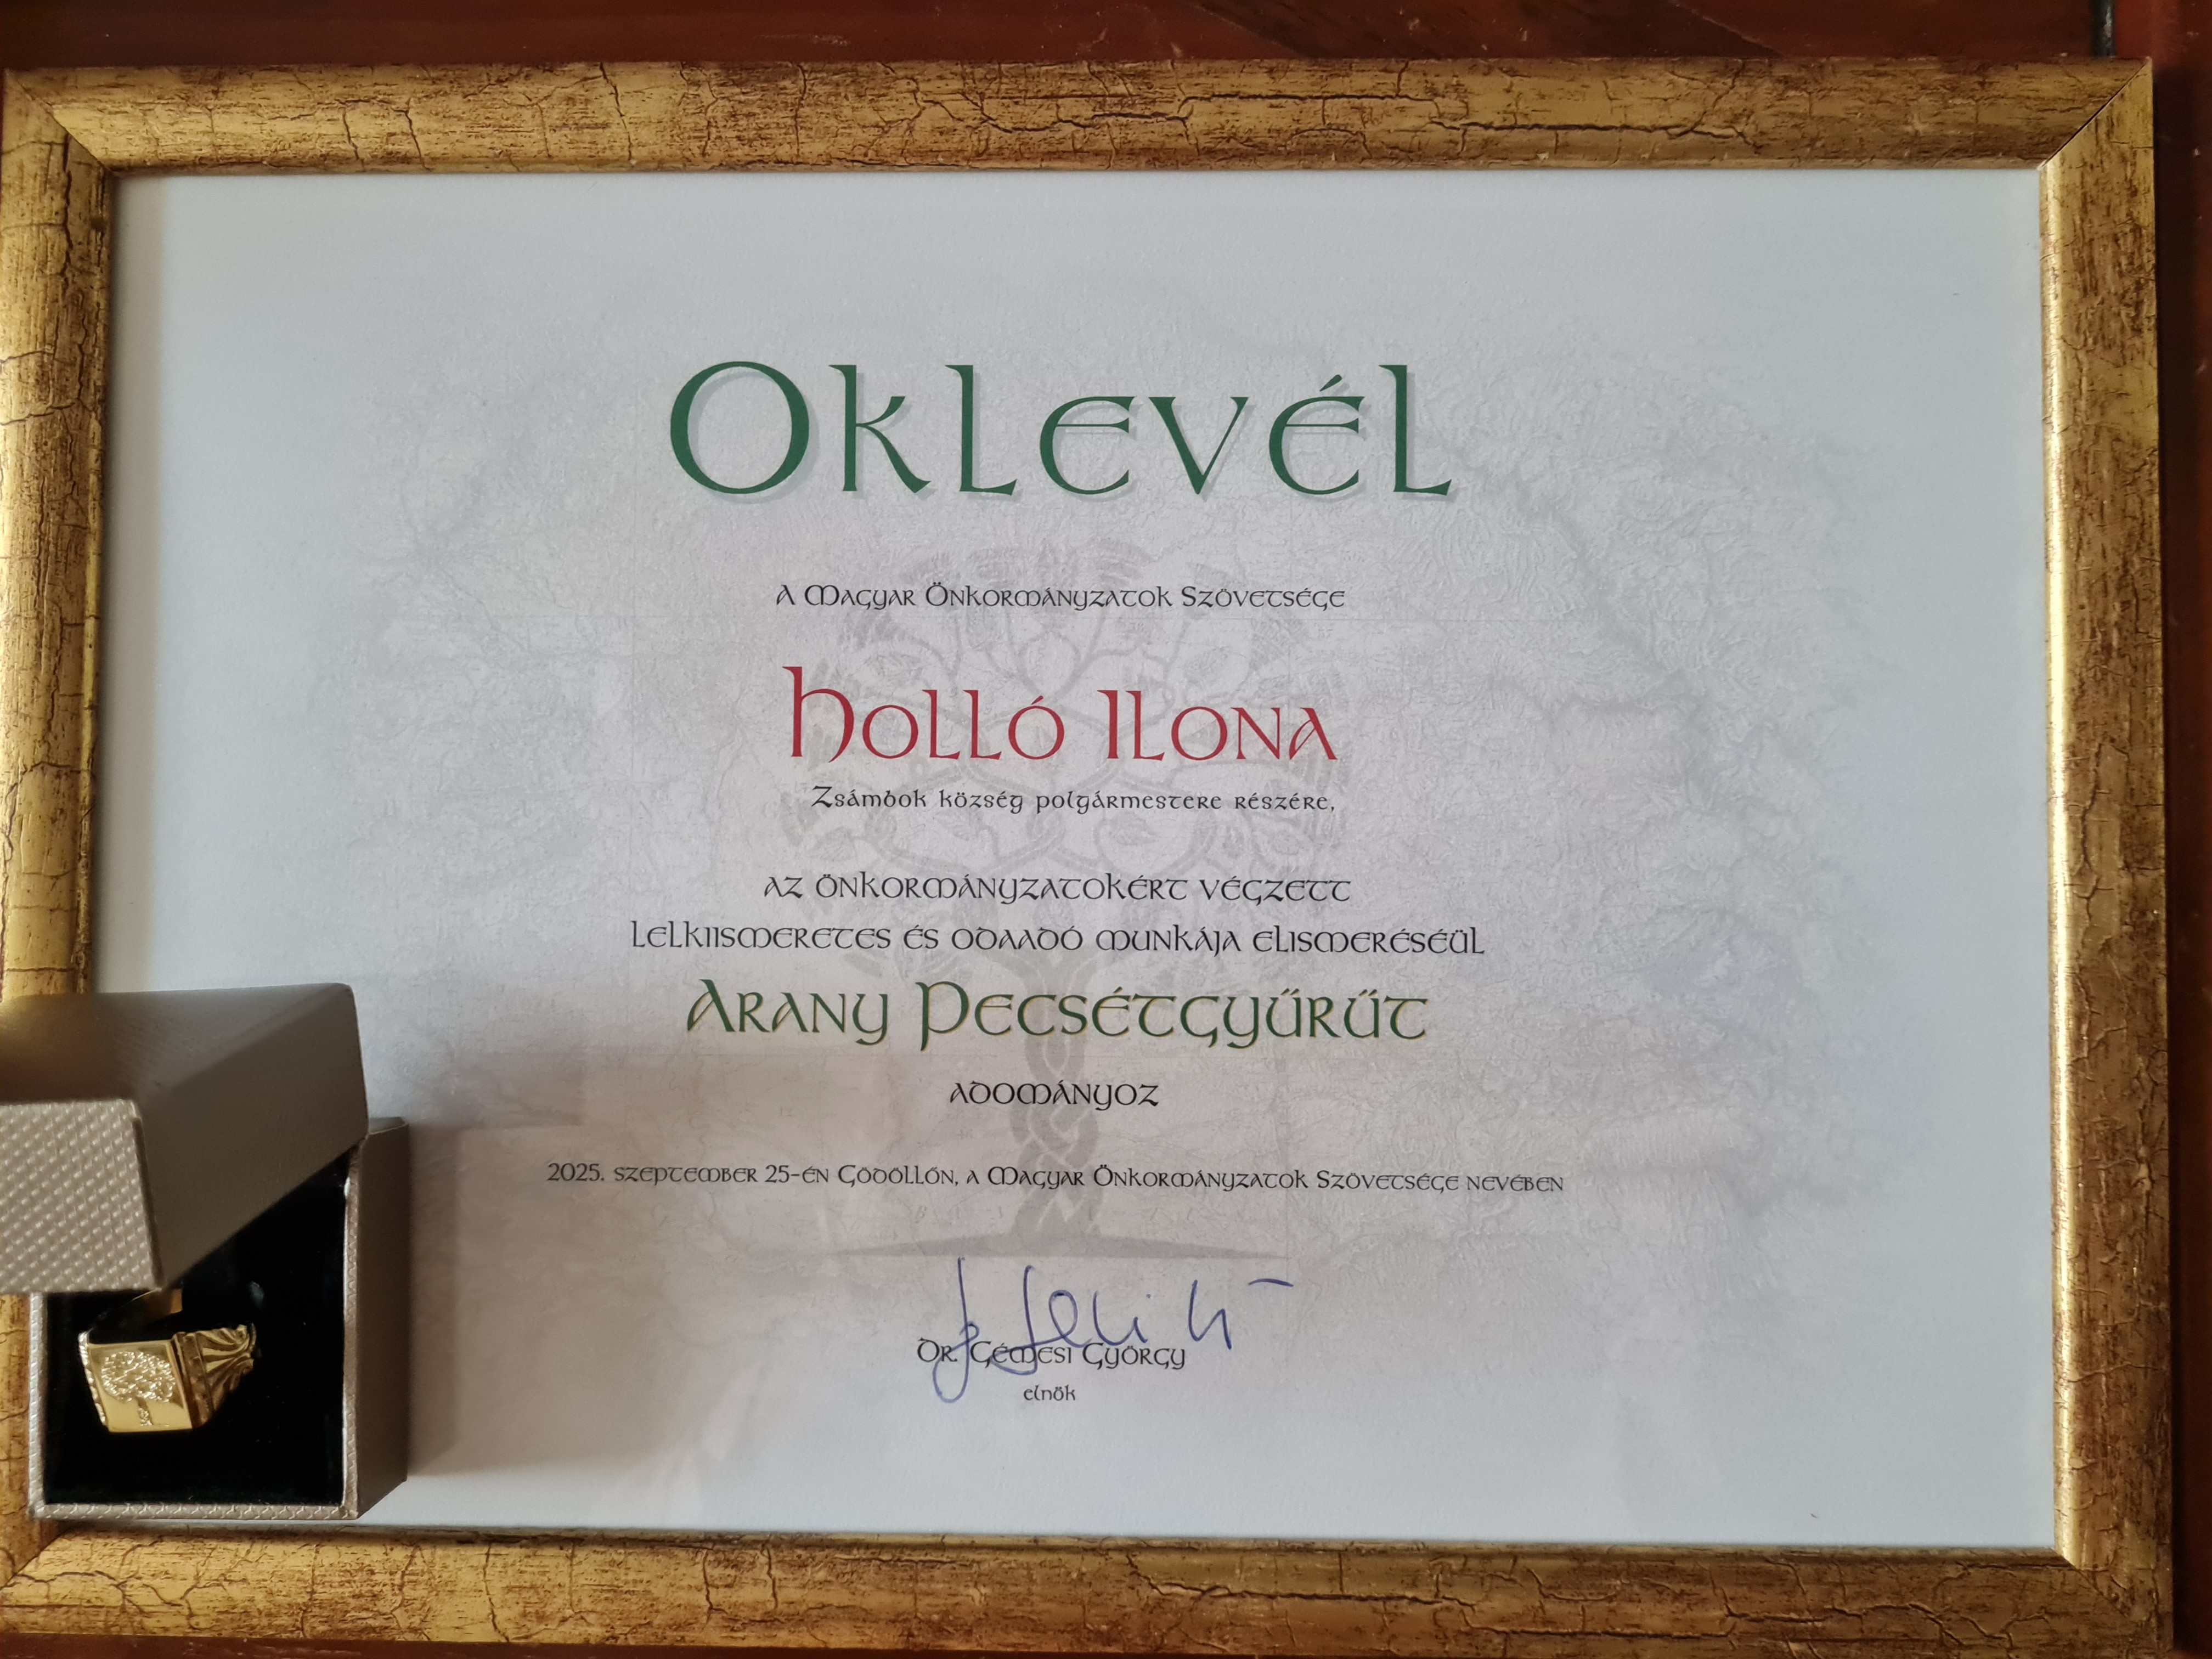 Oklevél
A Magyar Önkormányzatok Szövetsége
Holló Ilona
Zsámbok község polgármestere részére,
az önkormányzatokért végzett
lelkiismeretes és odaadó munkája elismeréséül
Arany Pecsétgyűrűt
adományoz
2025. szeptember 25-én Gödöllőn, a Magyar Önkormányzatok Szövetsége nevében
Dr. Gémesi György
elnök